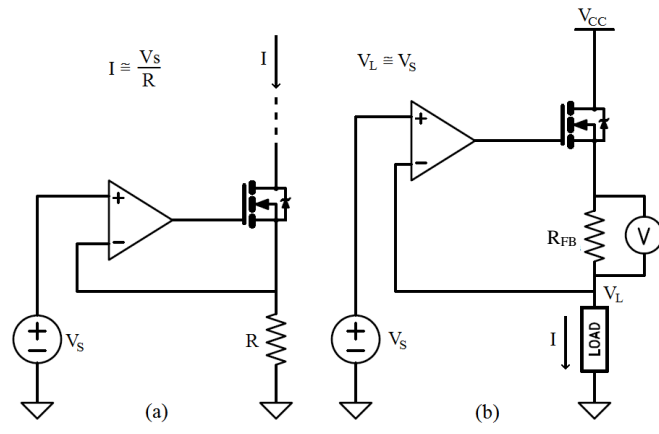 I ≅ Vs/R
I
+
−
+
−
VS
R
(a)
VCC
VL ≅ VS
+
−
RFB
V
VL
+
−
VS
I
LOAD
(b)